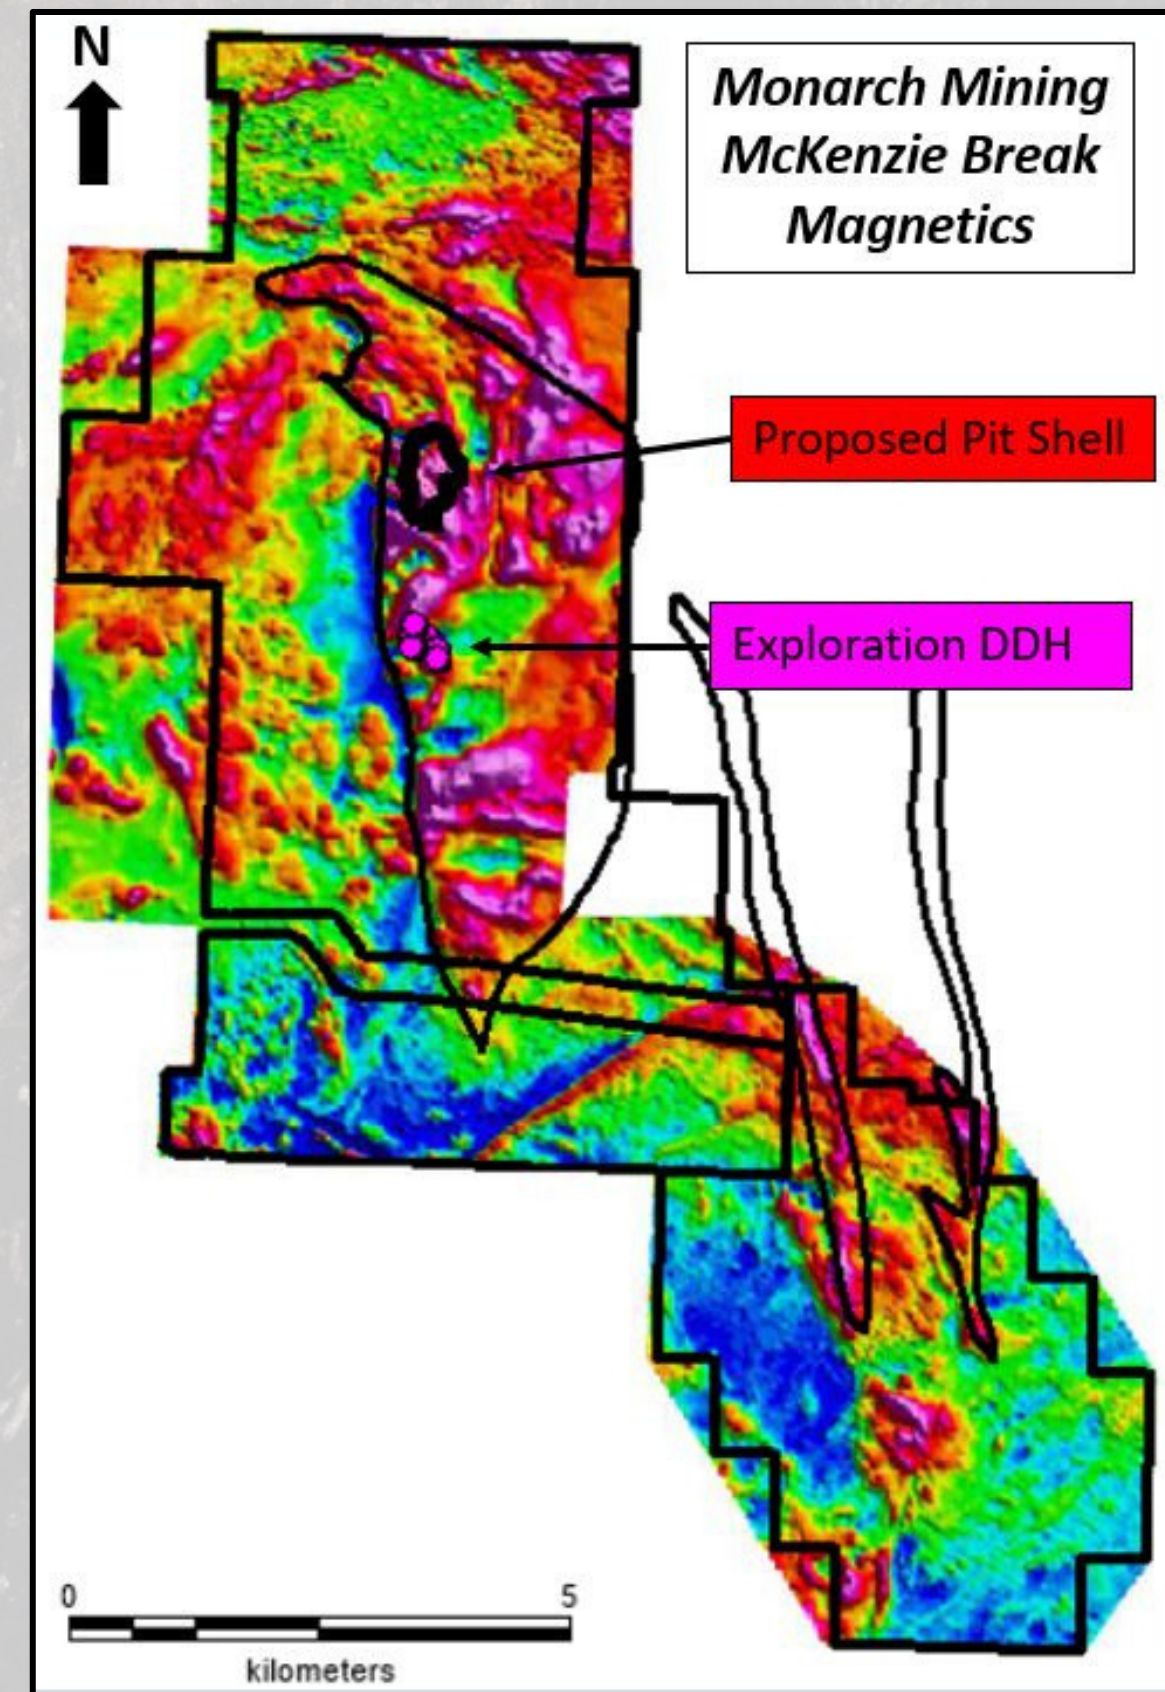 N
Monarch Mining
McKenzie Break
Magnetics
Proposed Pit Shell
Exploration DDH
0 5
kilometers